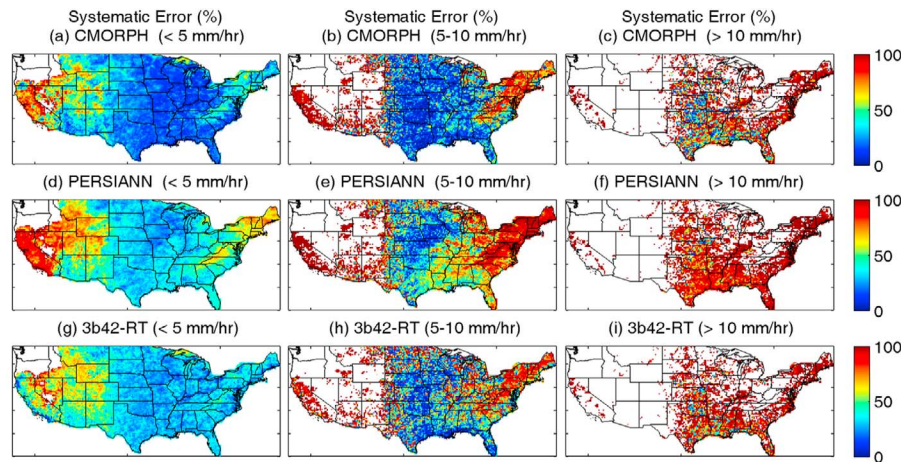 Systematic Error (%)
(a) CMORPH (< 5 mm/hr)
Systematic Error (%)
(b) CMORPH (5-10 mm/hr)
Systematic Error (%)
(c) CMORPH (> 10 mm/hr)
100
50
0
(d) PERSIANN (< 5 mm/hr)
(e) PERSIANN (5-10 mm/hr)
(f) PERSIANN (> 10 mm/hr)
100
50
0
(g) 3b42-RT (< 5 mm/hr)
(h) 3b42-RT (5-10 mm/hr)
(i) 3b42-RT (> 10 mm/hr)
100
50
0